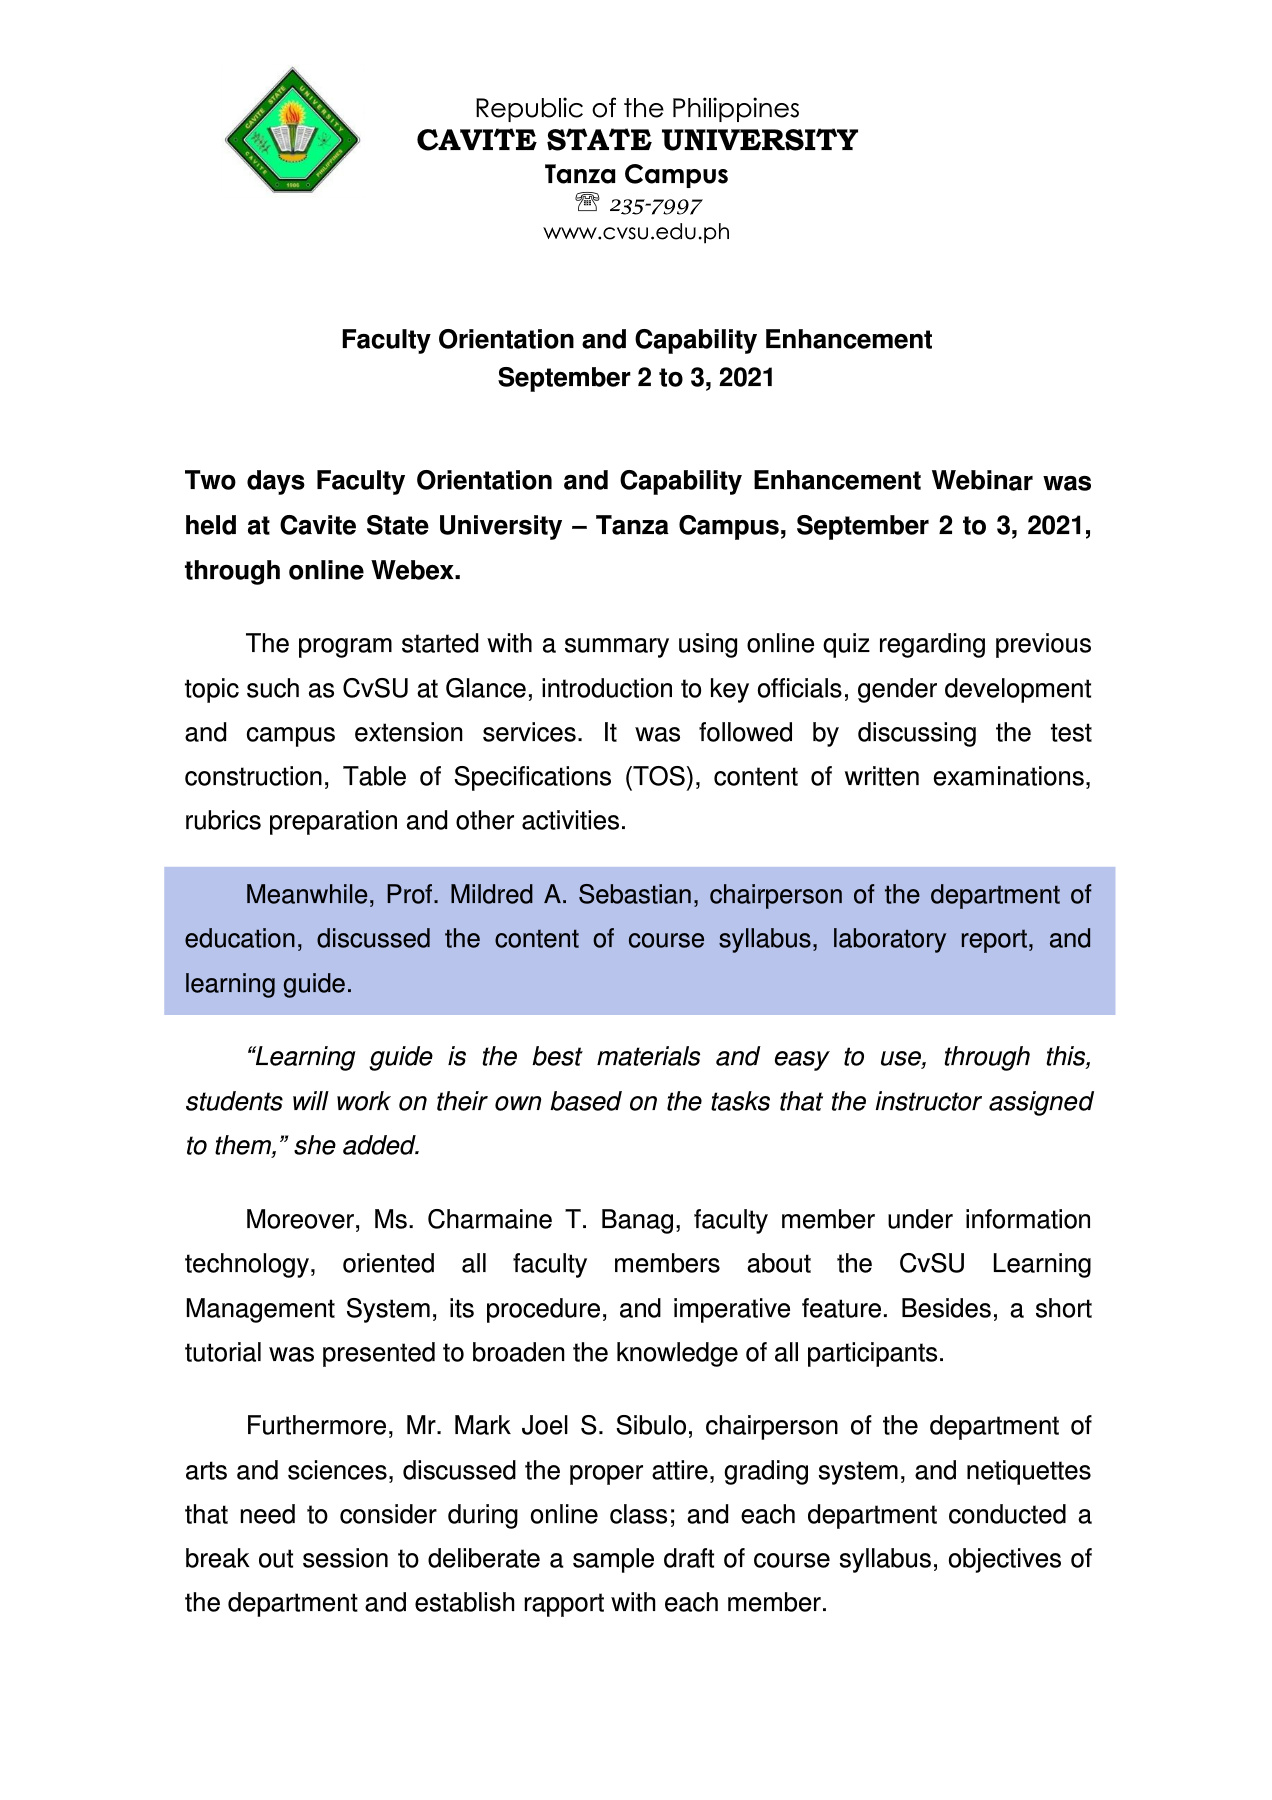 CAVITE STATE UNIVERSITY
CAVITE
PHILIPPINES
1906
Republic of the Philippines
CAVITE STATE UNIVERSITY
Tanza Campus
☏ 235-7997
www.cvsu.edu.ph
Faculty Orientation and Capability Enhancement
September 2 to 3, 2021
Two days Faculty Orientation and Capability Enhancement Webinar was
held at Cavite State University – Tanza Campus, September 2 to 3, 2021,
through online Webex.
The program started with a summary using online quiz regarding previous
topic such as CvSU at Glance, introduction to key officials, gender development
and campus extension services. It was followed by discussing the test
construction, Table of Specifications (TOS), content of written examinations,
rubrics preparation and other activities.
Meanwhile, Prof. Mildred A. Sebastian, chairperson of the department of
education, discussed the content of course syllabus, laboratory report, and
learning guide.
“Learning guide is the best materials and easy to use, through this,
students will work on their own based on the tasks that the instructor assigned
to them,” she added.
Moreover, Ms. Charmaine T. Banag, faculty member under information
technology, oriented all faculty members about the CvSU Learning
Management System, its procedure, and imperative feature. Besides, a short
tutorial was presented to broaden the knowledge of all participants.
Furthermore, Mr. Mark Joel S. Sibulo, chairperson of the department of
arts and sciences, discussed the proper attire, grading system, and netiquettes
that need to consider during online class; and each department conducted a
break out session to deliberate a sample draft of course syllabus, objectives of
the department and establish rapport with each member.